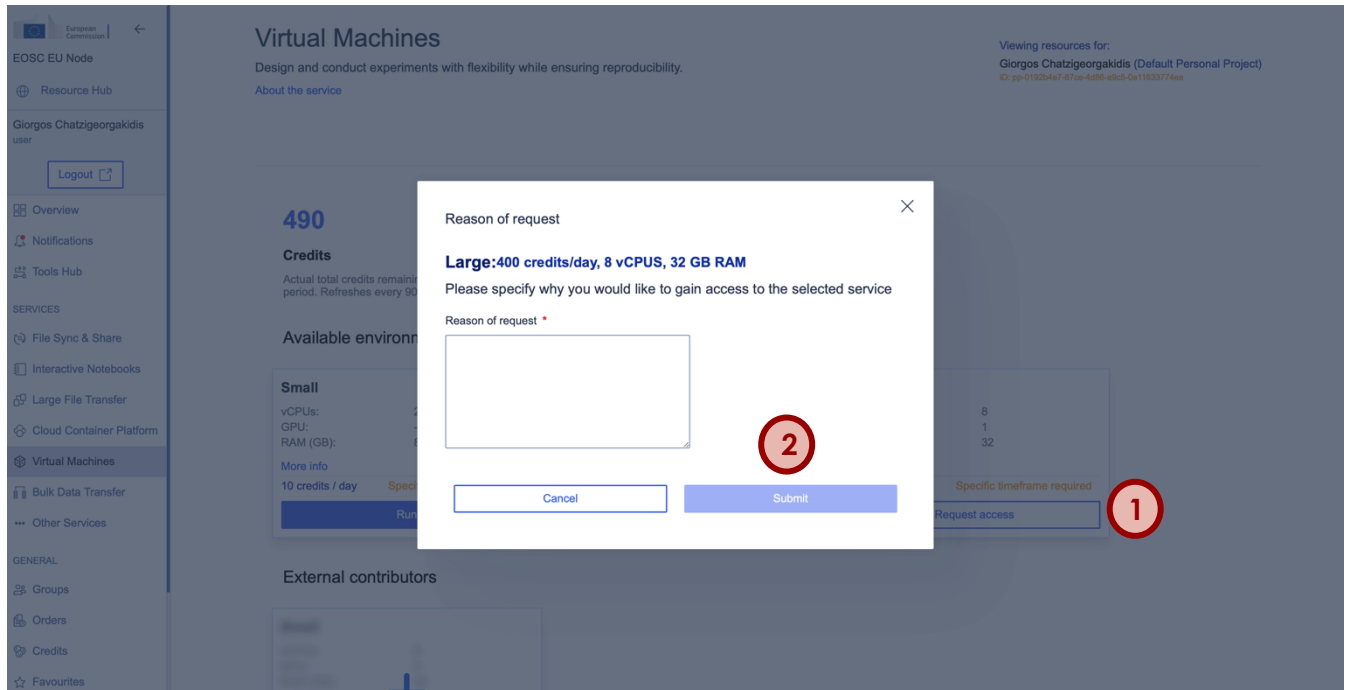 European
Commission
EOSC EU Node
Resource Hub
Giorgos Chatzigeorgakidis
user
Logout
Overview
Notifications
Tools Hub
SERVICES
File Sync & Share
Interactive Notebooks
Large File Transfer
Cloud Container Platform
Virtual Machines
Bulk Data Transfer
Other Services
GENERAL
Groups
Orders
Credits
Favourites
Virtual Machines
Design and conduct experiments with flexibility while ensuring reproducibility.
About the service
Viewing resources for:
Giorgos Chatzigeorgakidis (Default Personal Project)
490
Credits
Actual total credits remainin
period. Refreshes every 90
Available environm
Small
vCPUs:
GPU:
RAM (GB):
More info
10 credits / day Speci
Run
8
1
32
Specific timeframe required
Request access
1
External contributors
Reason of request
Large:400 credits/day, 8 vCPUS, 32 GB RAM
Please specify why you would like to gain access to the selected service
Reason of request *
2
Cancel
Submit